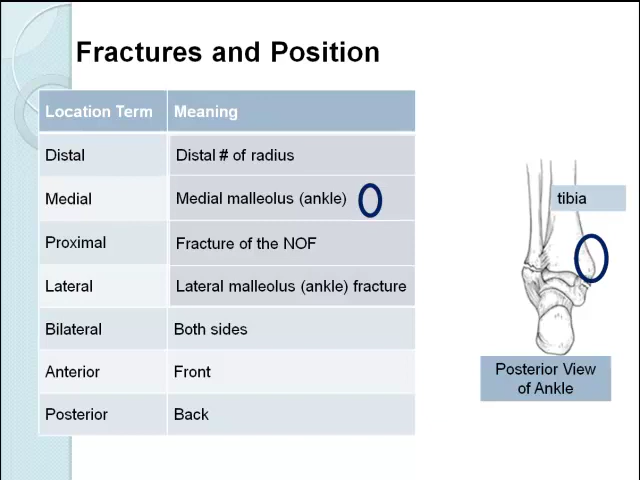 Fractures and Position
Location Term Meaning
Distal Distal # of radius
Medial Medial malleolus (ankle)
Proximal Fracture of the NOF
Lateral Lateral malleolus (ankle) fracture
Bilateral Both sides
Anterior Front
Posterior Back
tibia
Posterior View
of Ankle